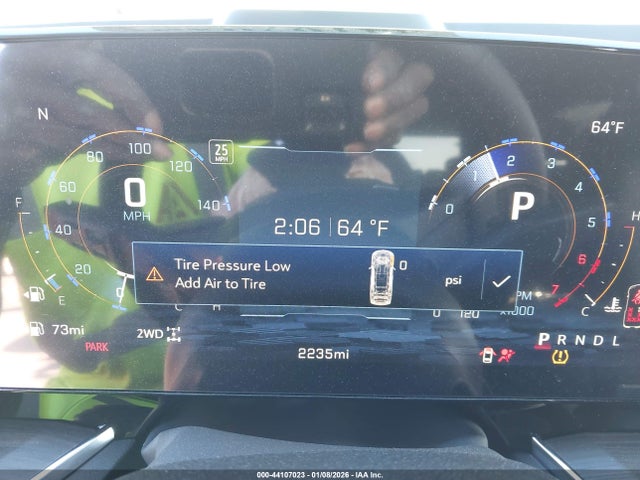 N
64°F
25
MPH
0
20
40
60
80
100
120
140
0
MPH
F
E
2:06 64 °F
0
2
3
4
5
6
7
P
X1000
C
Tire Pressure Low
Add Air to Tire
0
psi
C H
0 120
73mi
PARK
2WD
2235mi
P R N D L
000-44107023 - 01/08/2026 - IAA Inc.